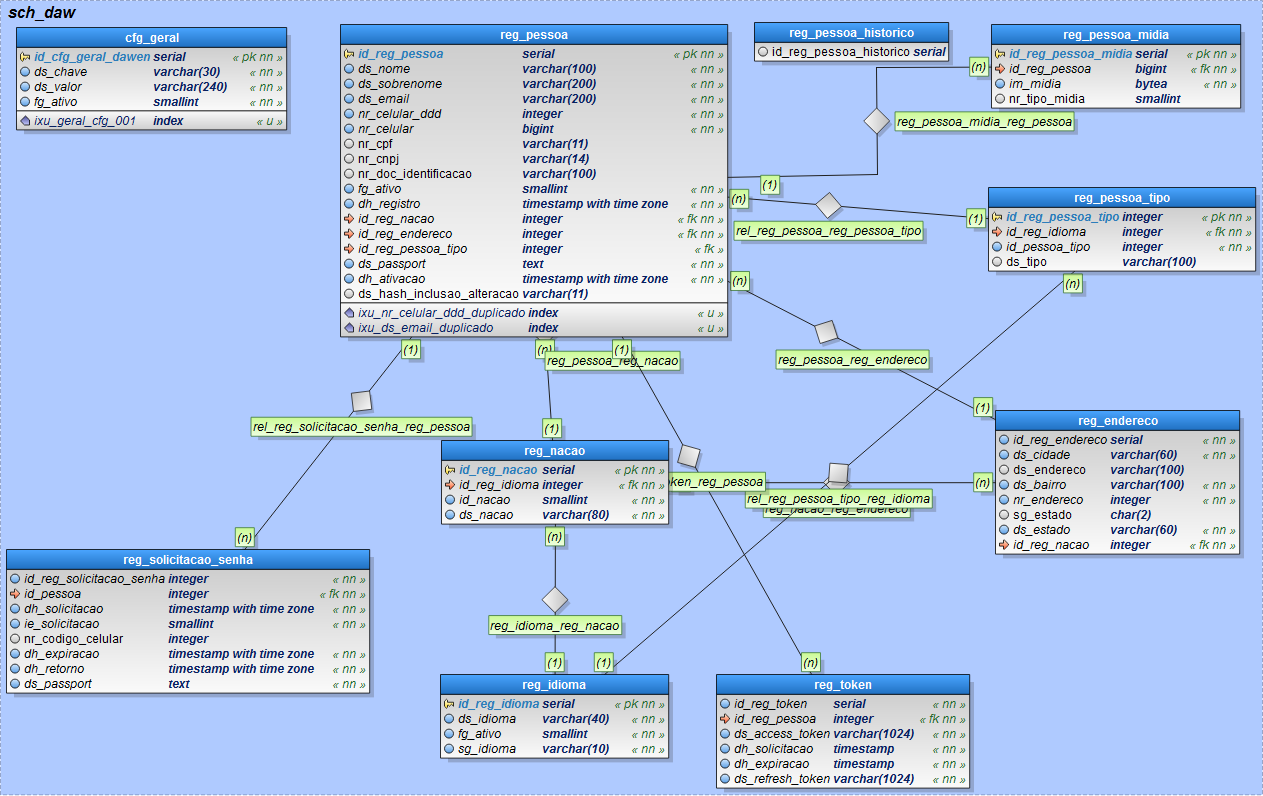 sch_daw
cfg_geral
id_cfg_geral_dawen serial « pk nn »
ds_chave varchar(30) « nn »
ds_valor varchar(240) « nn »
fg_ativo smallint « nn »
ixu_geral_cfg_001 index « u »
reg_pessoa
id_reg_pessoa serial « pk nn »
ds_nome varchar(100) « nn »
ds_sobrenome varchar(200) « nn »
ds_email varchar(200) « nn »
nr_celular_ddd integer « nn »
nr_celular bigint « nn »
nr_cpf varchar(11)
nr_cnpj varchar(14)
nr_doc_identificacao varchar(100)
fg_ativo smallint « nn »
dh_registro timestamp with time zone « nn »
id_reg_nacao integer « fk nn »
id_reg_endereco integer « fk nn »
id_reg_pessoa_tipo integer « fk »
ds_passport text « nn »
dh_ativacao timestamp with time zone « nn »
ds_hash_inclusao_alteracao varchar(11)
ixu_nr_celular_ddd_duplicado index « u »
ixu_ds_email_duplicado index « u »
reg_pessoa_historico
id_reg_pessoa_historico serial
reg_pessoa_midia
id_reg_pessoa_midia serial « pk nn »
id_reg_pessoa bigint « fk nn »
im_midia bytea « nn »
nr_tipo_midia smallint
(n)
reg_pessoa_midia_reg_pessoa
(1)
(n)
rel_reg_pessoa_reg_pessoa_tipo
(1)
reg_pessoa_tipo
id_reg_pessoa_tipo integer « pk nn »
id_reg_idioma integer « fk nn »
id_pessoa_tipo integer « nn »
ds_tipo varchar(100)
(n)
(n)
reg_pessoa_reg_endereco
(1)
(1)
(n)
(1)
reg_pessoa_reg_nacao
rel_reg_solicitacao_senha_reg_pessoa
(1)
reg_endereco
id_reg_endereco serial « nn »
ds_cidade varchar(60) « nn »
ds_endereco varchar(100)
ds_bairro varchar(100) « nn »
nr_endereco integer « nn »
sg_estado char(2)
ds_estado varchar(60) « nn »
id_reg_nacao integer « fk nn »
reg_nacao
id_reg_nacao serial « pk nn »
id_reg_idioma integer « fk nn »
id_nacao smallint « nn »
ds_nacao varchar(80) « nn »
oken_reg_pessoa
(n)
rel_reg_pessoa_tipo_reg_idioma
reg_nacao_reg_endereco
(n)
(n)
reg_solicitacao_senha
id_reg_solicitacao_senha integer « nn »
id_pessoa integer « fk nn »
dh_solicitacao timestamp with time zone « nn »
ie_solicitacao smallint « nn »
nr_codigo_celular integer
dh_expiracao timestamp with time zone « nn »
dh_retorno timestamp with time zone « nn »
ds_passport text « nn »
reg_idioma_reg_nacao
(1)
(1)
(n)
reg_idioma
id_reg_idioma serial « pk nn »
ds_idioma varchar(40) « nn »
fg_ativo smallint « nn »
sg_idioma varchar(10) « nn »
reg_token
id_reg_token serial « nn »
id_reg_pessoa integer « fk nn »
ds_access_token varchar(1024) « nn »
dh_solicitacao timestamp « nn »
dh_expiracao timestamp « nn »
ds_refresh_token varchar(1024) « nn »